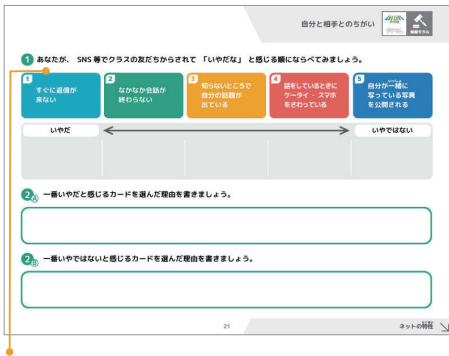 自分と相手とのちがい
情報モラル
1 あなたが、SNS 等でクラスの友だちからされて 「いやだな」 と感じる順にならべてみましょう。
1
すぐに返信が
来ない
2
なかなか会話が
終わらない
3
知らないところで
自分の話題が
出ている
4
話をしているときに
ケータイ・スマホ
をさわっている
5
自分が一緒に
写っている写真
を公開される
いやだ
いやではない
2A 一番いやだと感じるカードを選んだ理由を書きましょう。
2B 一番いやではないと感じるカードを選んだ理由を書きましょう。
21
ネットの特性